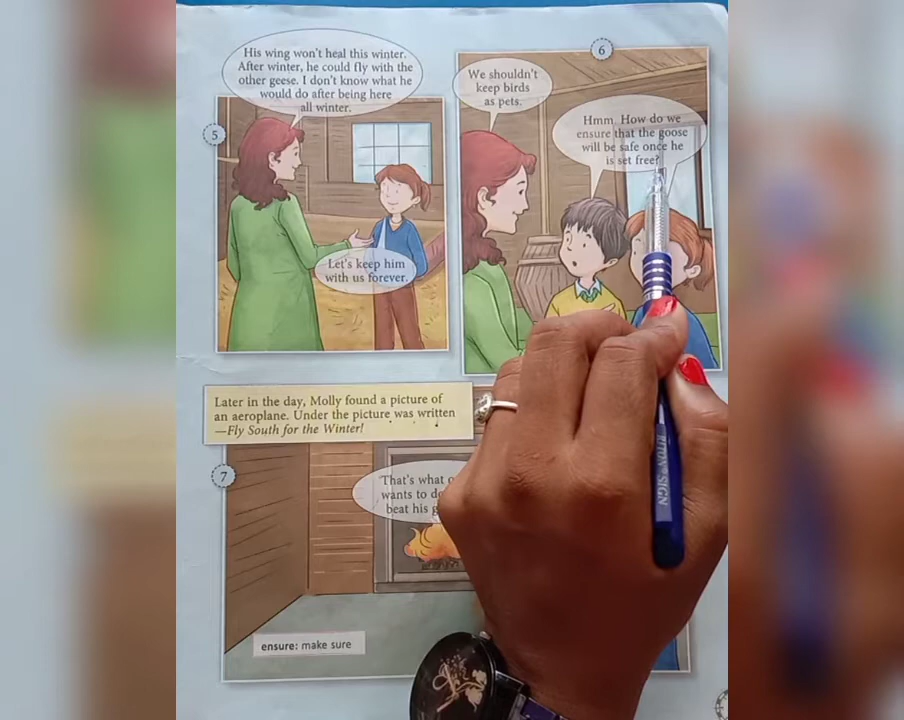 His wing won't heal this winter.
After winter, he could fly with the
other geese. I don't know what he
would do after being here
all winter.
5
Let's keep him
with us forever.
6
We shouldn't
keep birds
as pets.
Hmm How do we
ensure that the goose
will be safe once he
is set free?
Later in the day, Molly found a picture of
an aeroplane. Under the picture was written
—Fly South for the Winter!
7
That's what
wants to
beat his
ensure: make sure
RITON SIGN